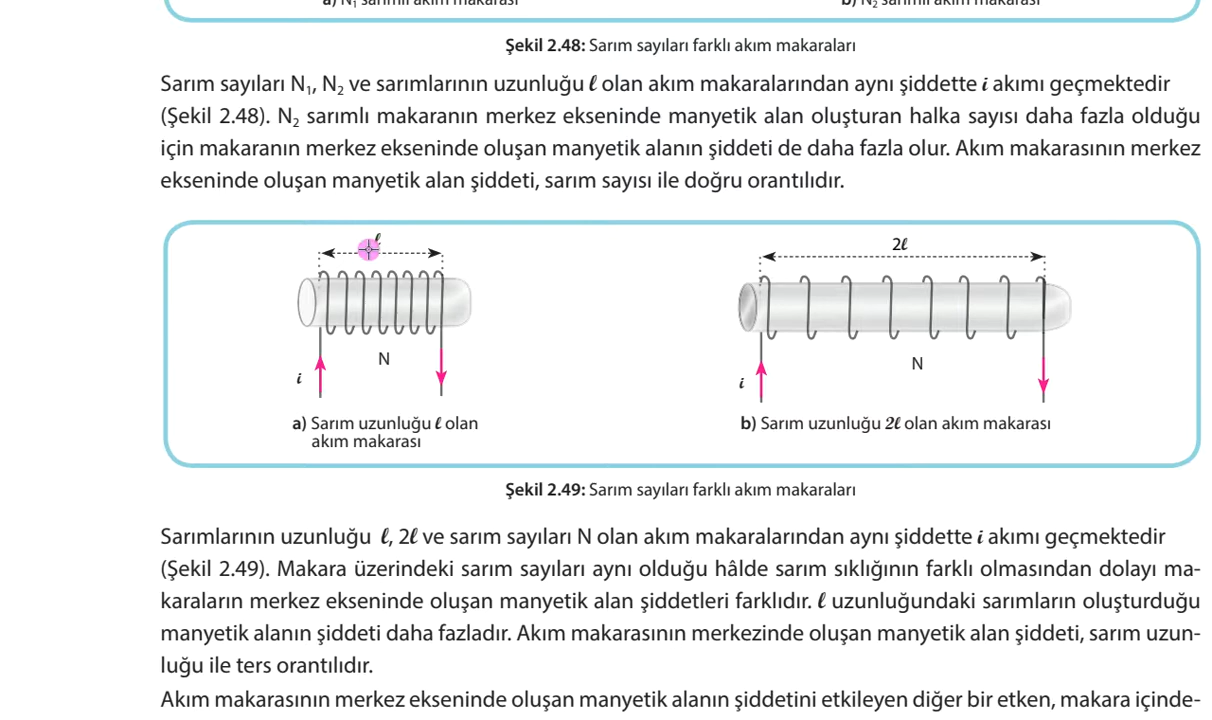 a) N₁ sarımlı akım makarası b) N₂ sarımlı akım makarası
Şekil 2.48: Sarım sayıları farklı akım makaraları
Sarım sayıları N₁, N₂ ve sarımlarının uzunluğu ℓ olan akım makaralarından aynı şiddette i akımı geçmektedir
(Şekil 2.48). N₂ sarımlı makaranın merkez ekseninde manyetik alan oluşturan halka sayısı daha fazla olduğu
için makaranın merkez ekseninde oluşan manyetik alanın şiddeti de daha fazla olur. Akım makarasının merkez
ekseninde oluşan manyetik alan şiddeti, sarım sayısı ile doğru orantılıdır.
ℓ
N
i
a) Sarım uzunluğu ℓ olan
akım makarası
2ℓ
N
i
b) Sarım uzunluğu 2ℓ olan akım makarası
Şekil 2.49: Sarım sayıları farklı akım makaraları
Sarımlarının uzunluğu ℓ, 2ℓ ve sarım sayıları N olan akım makaralarından aynı şiddette i akımı geçmektedir
(Şekil 2.49). Makara üzerindeki sarım sayıları aynı olduğu hâlde sarım sıklığının farklı olmasından dolayı ma-
karaların merkez ekseninde oluşan manyetik alan şiddetleri farklıdır. ℓ uzunluğundaki sarımların oluşturduğu
manyetik alanın şiddeti daha fazladır. Akım makarasının merkezinde oluşan manyetik alan şiddeti, sarım uzun-
luğu ile ters orantılıdır.
Akım makarasının merkez ekseninde oluşan manyetik alanın şiddetini etkileyen diğer bir etken, makara içinde-